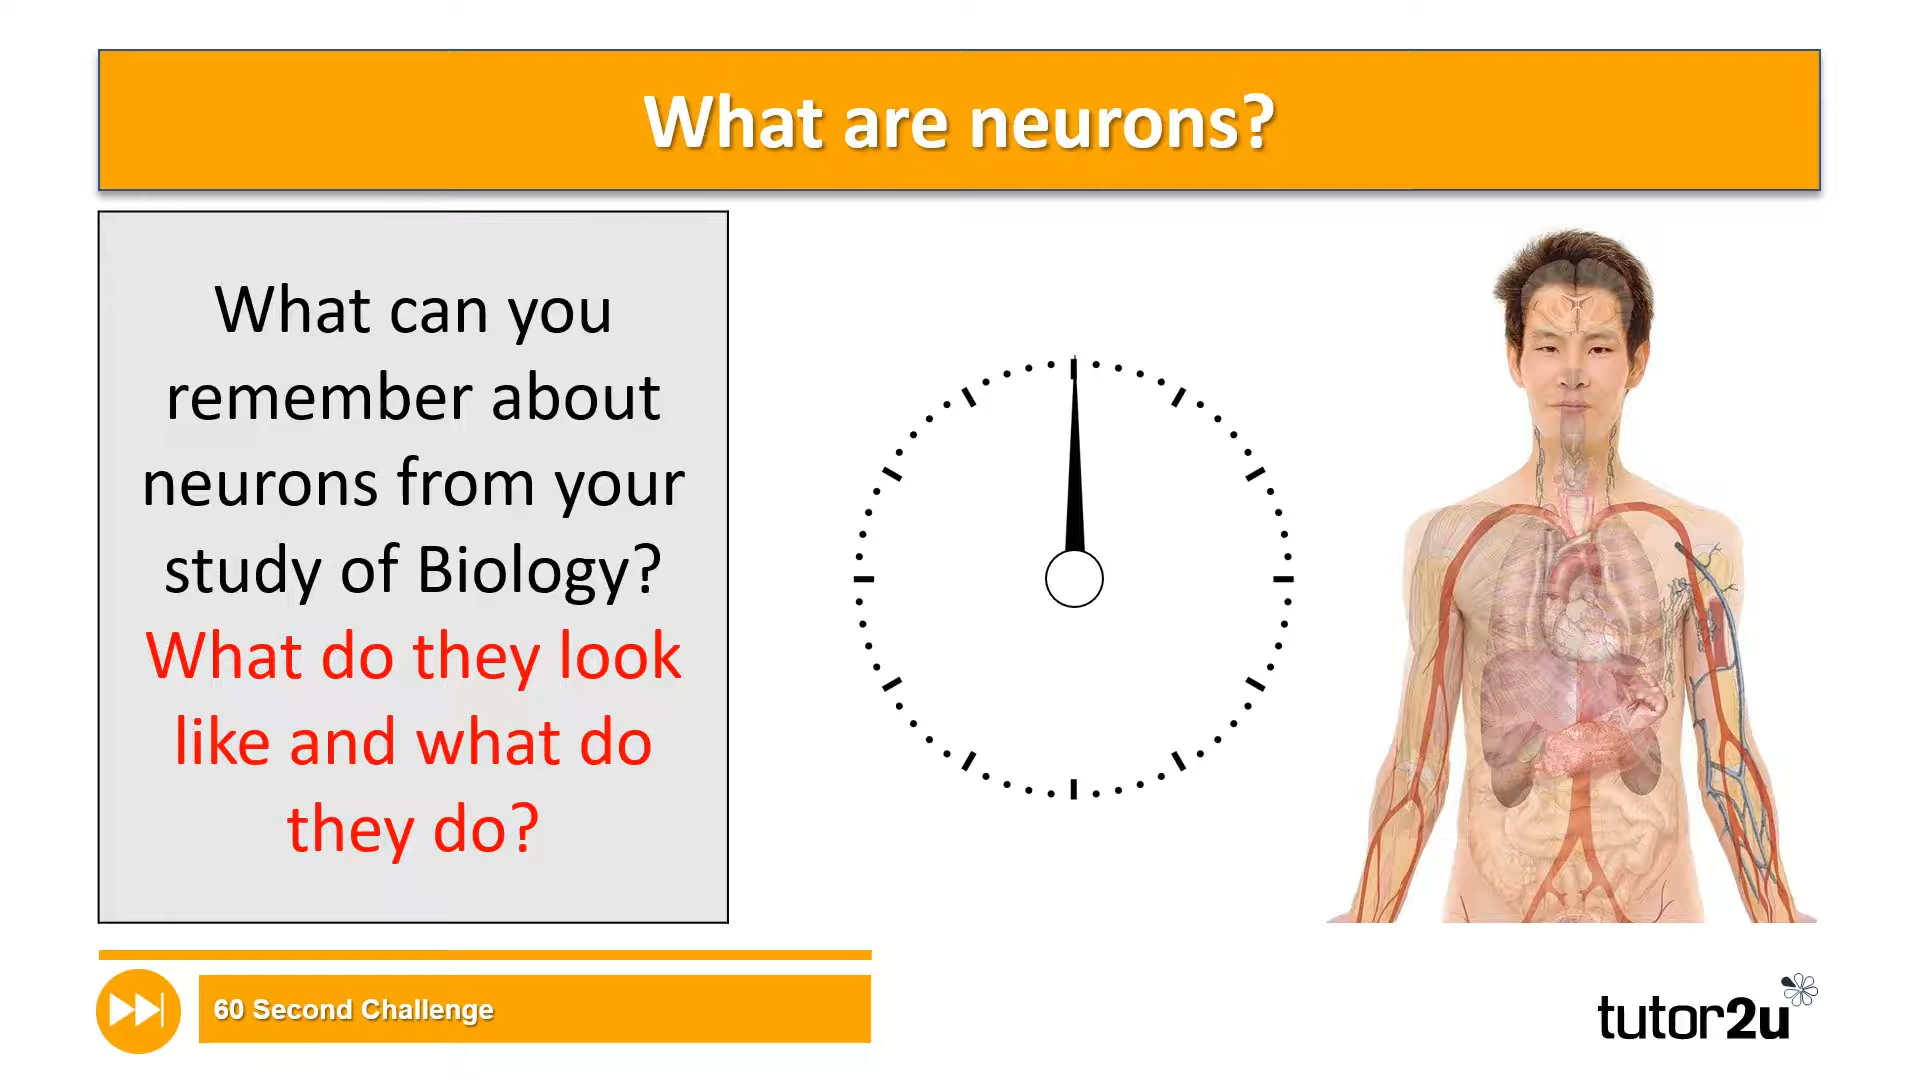 What are neurons?
What can you
remember about
neurons from your
study of Biology?
What do they look
like and what do
they do?
60 Second Challenge
tutor2u